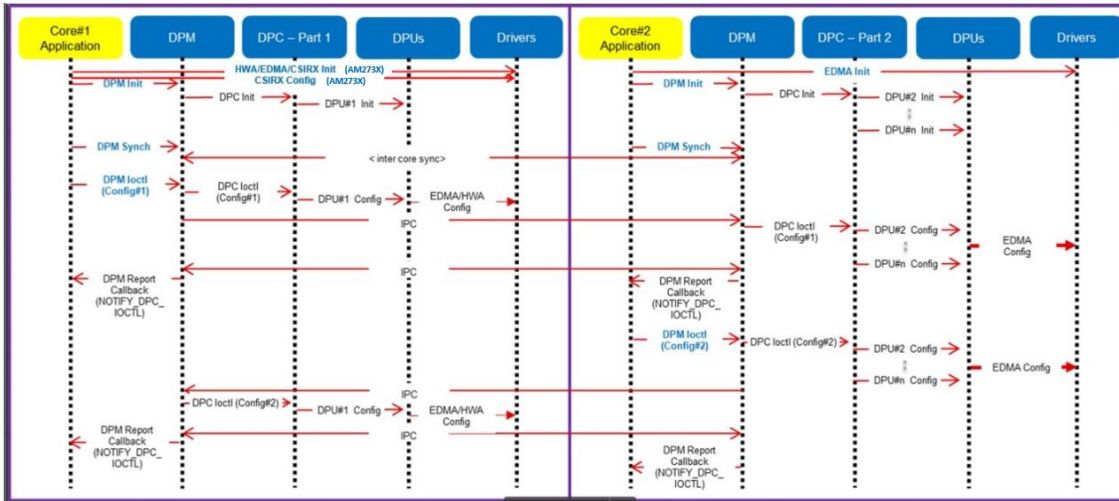 Core#1
Application
DPM
DPC – Part 1
DPUs
Drivers
Core#2
Application
DPM
DPC – Part 2
DPUs
Drivers
HWA/EDMA/CSIRX Init (AM273X)
CSIRX Config (AM273X)
EDMA Init
DPM Init
DPC Init
DPU#1 Init
DPM Init
DPC Init
DPU#2 Init
DPU#n Init
DPM Synch
< inter core sync>
DPM Synch
DPM Ioctl
(Config#1)
DPC Ioctl
(Config#1)
DPU#1 Config
EDMA/HWA
Config
IPC
DPC Ioctl
(Config#1)
DPU#2 Config
DPU#n Config
EDMA
Config
IPC
DPM Report
Callback
(NOTIFY_DPC_
IOCTL)
DPM Report
Callback
(NOTIFY_DPC_
IOCTL)
DPM Ioctl
(Config#2)
DPC Ioctl (Config#2)
DPU#2 Config
DPU#n Config
EDMA Config
IPC
DPC Ioctl (Config#2)
DPU#1 Config
EDMA/HWA
Config
IPC
DPM Report
Callback
(NOTIFY_DPC_
IOCTL)
DPM Report
Callback
(NOTIFY_DPC_
IOCTL)